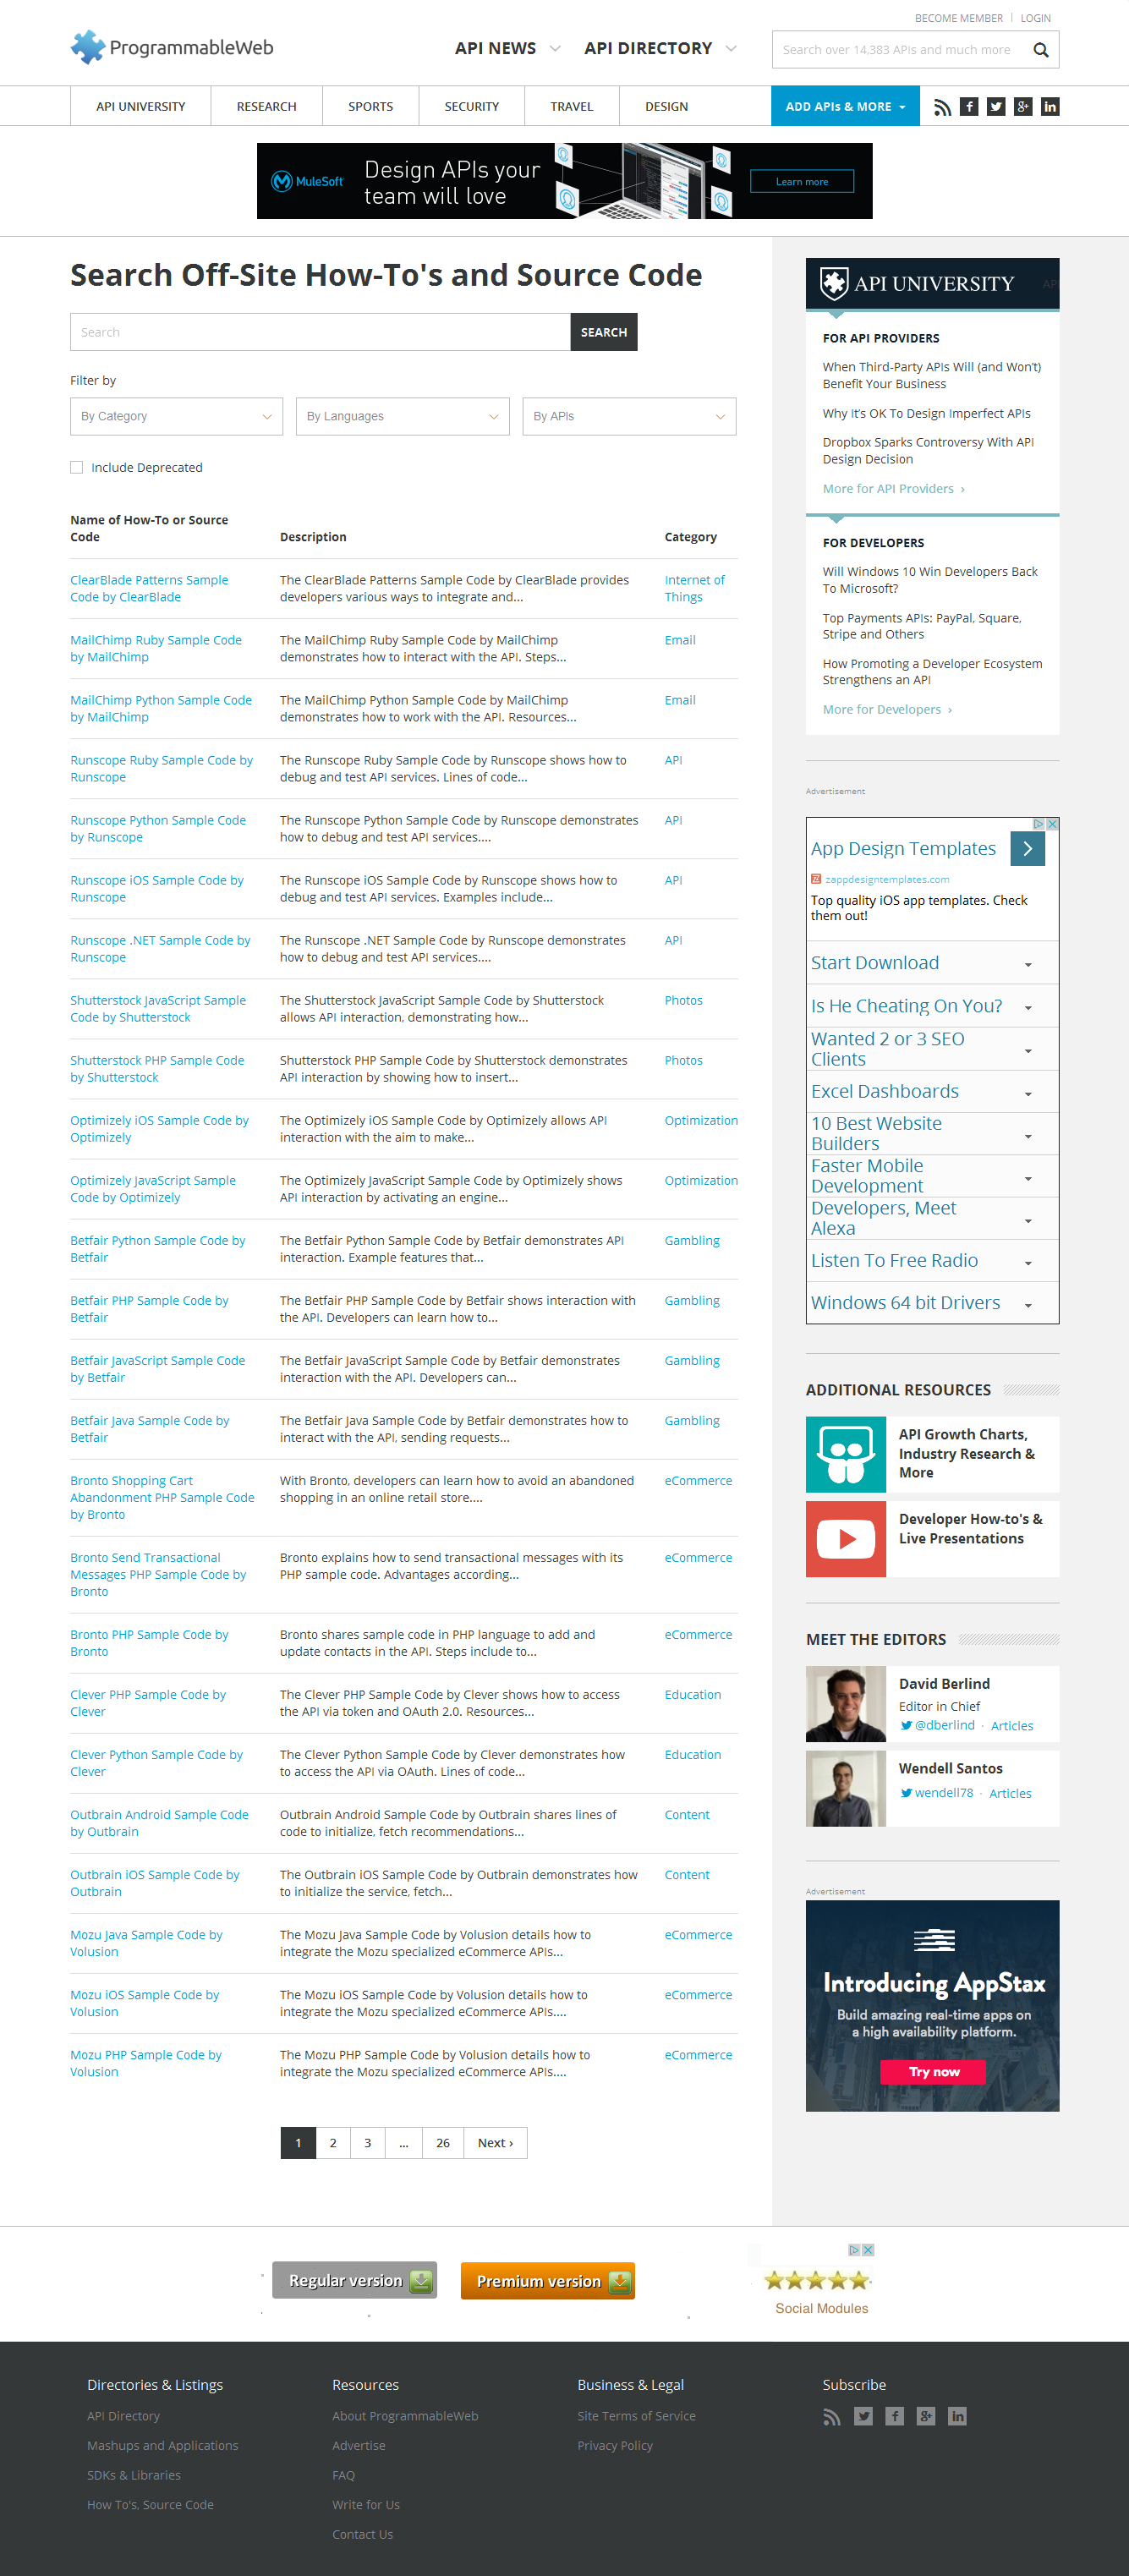 BECOME MEMBER
LOGIN
ProgrammableWeb
API NEWS
API DIRECTORY
Search over 14,383 APIs and much more
API UNIVERSITY
RESEARCH
SPORTS
SECURITY
TRAVEL
DESIGN
ADD APIs & MORE
MuleSoft
Design APIs your
team will love
Learn more
Search Off-Site How-To's and Source Code
Search
SEARCH
Filter by
By Category
By Languages
By APIs
Include Deprecated
Name of How-To or Source
Code
Description
Category
ClearBlade Patterns Sample
Code by ClearBlade
The ClearBlade Patterns Sample Code by ClearBlade provides
developers various ways to integrate and...
Internet of
Things
MailChimp Ruby Sample Code
by MailChimp
The MailChimp Ruby Sample Code by MailChimp
demonstrates how to interact with the API. Steps...
Email
MailChimp Python Sample Code
by MailChimp
The MailChimp Python Sample Code by MailChimp
demonstrates how to work with the API. Resources...
Email
Runscope Ruby Sample Code by
Runscope
The Runscope Ruby Sample Code by Runscope shows how to
debug and test API services. Lines of code...
API
Runscope Python Sample Code
by Runscope
The Runscope Python Sample Code by Runscope demonstrates
how to debug and test API services....
API
Runscope iOS Sample Code by
Runscope
The Runscope iOS Sample Code by Runscope shows how to
debug and test API services. Examples include...
API
Runscope .NET Sample Code by
Runscope
The Runscope .NET Sample Code by Runscope demonstrates
how to debug and test API services....
API
Shutterstock JavaScript Sample
Code by Shutterstock
The Shutterstock JavaScript Sample Code by Shutterstock
allows API interaction, demonstrating how...
Photos
Shutterstock PHP Sample Code
by Shutterstock
Shutterstock PHP Sample Code by Shutterstock demonstrates
API interaction by showing how to insert...
Photos
Optimizely iOS Sample Code by
Optimizely
The Optimizely iOS Sample Code by Optimizely allows API
interaction with the aim to make...
Optimization
Optimizely JavaScript Sample
Code by Optimizely
The Optimizely JavaScript Sample Code by Optimizely shows
API interaction by activating an engine...
Optimization
Betfair Python Sample Code by
Betfair
The Betfair Python Sample Code by Betfair demonstrates API
interaction. Example features that...
Gambling
Betfair PHP Sample Code by
Betfair
The Betfair PHP Sample Code by Betfair shows interaction with
the API. Developers can learn how to...
Gambling
Betfair JavaScript Sample Code
by Betfair
The Betfair JavaScript Sample Code by Betfair demonstrates
interaction with the API. Developers can...
Gambling
Betfair Java Sample Code by
Betfair
The Betfair Java Sample Code by Betfair demonstrates how to
interact with the API, sending requests...
Gambling
Bronto Shopping Cart
Abandonment PHP Sample Code
by Bronto
With Bronto, developers can learn how to avoid an abandoned
shopping in an online retail store....
eCommerce
Bronto Send Transactional
Messages PHP Sample Code by
Bronto
Bronto explains how to send transactional messages with its
PHP sample code. Advantages according...
eCommerce
Bronto PHP Sample Code by
Bronto
Bronto shares sample code in PHP language to add and
update contacts in the API. Steps include to...
eCommerce
Clever PHP Sample Code by
Clever
The Clever PHP Sample Code by Clever shows how to access
the API via token and OAuth 2.0. Resources...
Education
Clever Python Sample Code by
Clever
The Clever Python Sample Code by Clever demonstrates how
to access the API via OAuth. Lines of code...
Education
Outbrain Android Sample Code
by Outbrain
Outbrain Android Sample Code by Outbrain shares lines of
code to initialize, fetch recommendations...
Content
Outbrain iOS Sample Code by
Outbrain
The Outbrain iOS Sample Code by Outbrain demonstrates how
to initialize the service, fetch...
Content
Mozu Java Sample Code by
Volusion
The Mozu Java Sample Code by Volusion details how to
integrate the Mozu specialized eCommerce APIs...
eCommerce
Mozu iOS Sample Code by
Volusion
The Mozu iOS Sample Code by Volusion details how to
integrate the Mozu specialized eCommerce APIs....
eCommerce
Mozu PHP Sample Code by
Volusion
The Mozu PHP Sample Code by Volusion details how to
integrate the Mozu specialized eCommerce APIs....
eCommerce
1
2
3
...
26
Next ›
API UNIVERSITY
AP
FOR API PROVIDERS
When Third-Party APIs Will (and Won't)
Benefit Your Business
Why It's OK To Design Imperfect APIs
Dropbox Sparks Controversy With API
Design Decision
More for API Providers ›
FOR DEVELOPERS
Will Windows 10 Win Developers Back
To Microsoft?
Top Payments APIs: PayPal, Square,
Stripe and Others
How Promoting a Developer Ecosystem
Strengthens an API
More for Developers ›
Advertisement
App Design Templates
zappdesigntemplates.com
Top quality iOS app templates. Check
them out!
Start Download
Is He Cheating On You?
Wanted 2 or 3 SEO
Clients
Excel Dashboards
10 Best Website
Builders
Faster Mobile
Development
Developers, Meet
Alexa
Listen To Free Radio
Windows 64 bit Drivers
ADDITIONAL RESOURCES
API Growth Charts,
Industry Research &
More
Developer How-to's &
Live Presentations
MEET THE EDITORS
David Berlind
Editor in Chief
@dberlind · Articles
Wendell Santos
wendell78 · Articles
Advertisement
Introducing AppStax
Build amazing real-time apps on
a high availability platform.
Try now
Regular version
Premium version
Social Modules
Directories & Listings
API Directory
Mashups and Applications
SDKs & Libraries
How To's, Source Code
Resources
About ProgrammableWeb
Advertise
FAQ
Write for Us
Contact Us
Business & Legal
Site Terms of Service
Privacy Policy
Subscribe